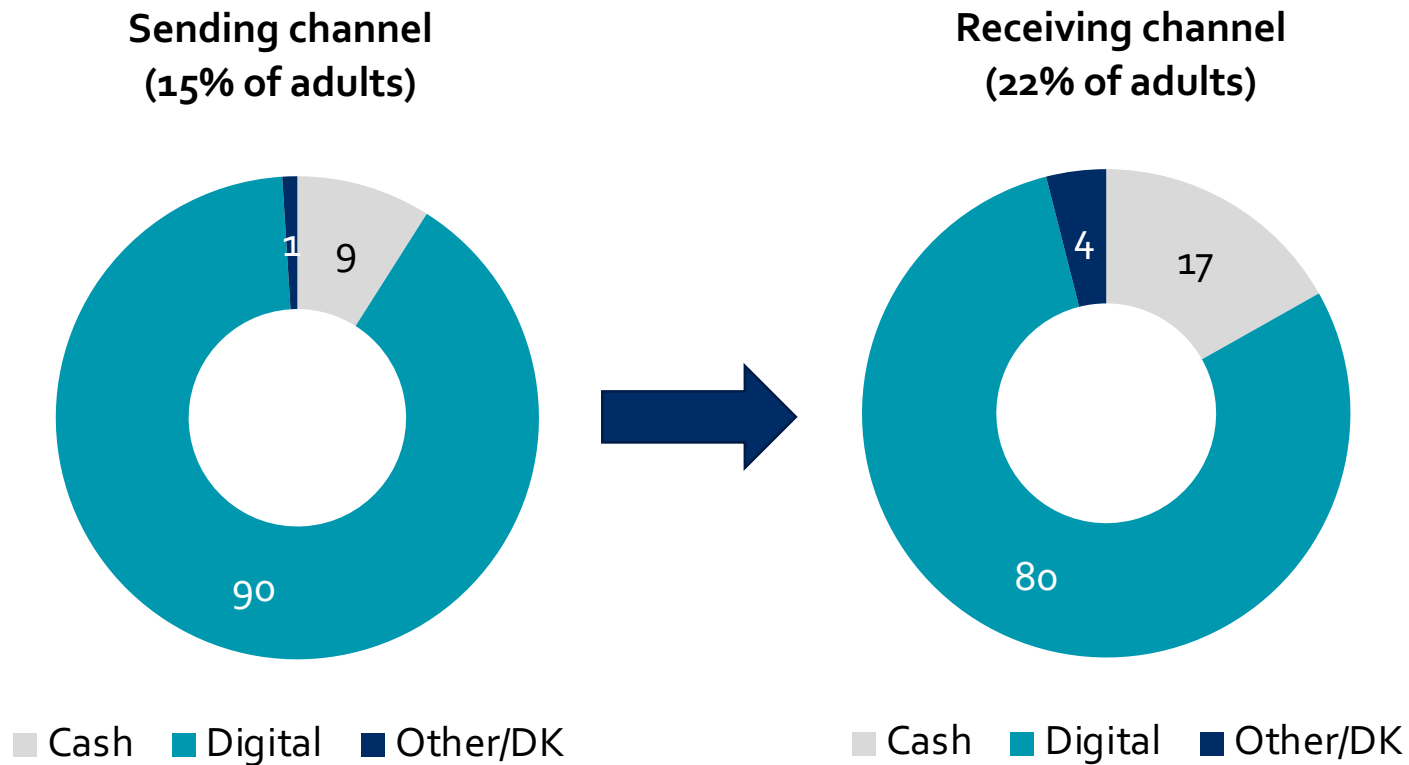 Sending channel
(15% of adults)
1
9
90
Cash
Digital
Other/DK
Receiving channel
(22% of adults)
4
17
80
Cash
Digital
Other/DK